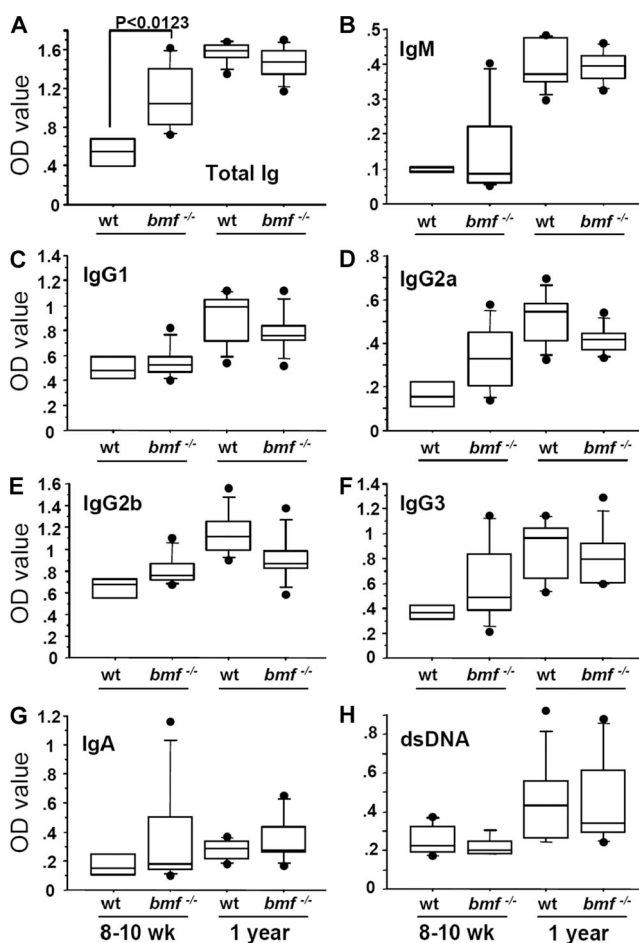 A
P<0.0123
OD value
1.6
1.2
.8
.4
0
Total Ig
wt bmf -/- wt bmf -/-
B
IgM
.5
.4
.3
.2
.1
0
wt bmf -/- wt bmf -/-
C
IgG1
OD value
1.4
1.2
1
.8
.6
.4
.2
0
wt bmf -/- wt bmf -/-
D
IgG2a
.8
.6
.4
.2
0
wt bmf -/- wt bmf -/-
E
IgG2b
OD value
1.6
1.4
1.2
1
.8
.6
.4
.2
0
wt bmf -/- wt bmf -/-
F
IgG3
1.4
1.2
1
.8
.6
.4
.2
0
wt bmf -/- wt bmf -/-
G
IgA
OD value
1.4
1.2
1
.8
.6
.4
.2
0
wt bmf -/- wt bmf -/-
8-10 wk 1 year
H
dsDNA
.8
.6
.4
.2
0
wt bmf -/- wt bmf -/-
8-10 wk 1 year